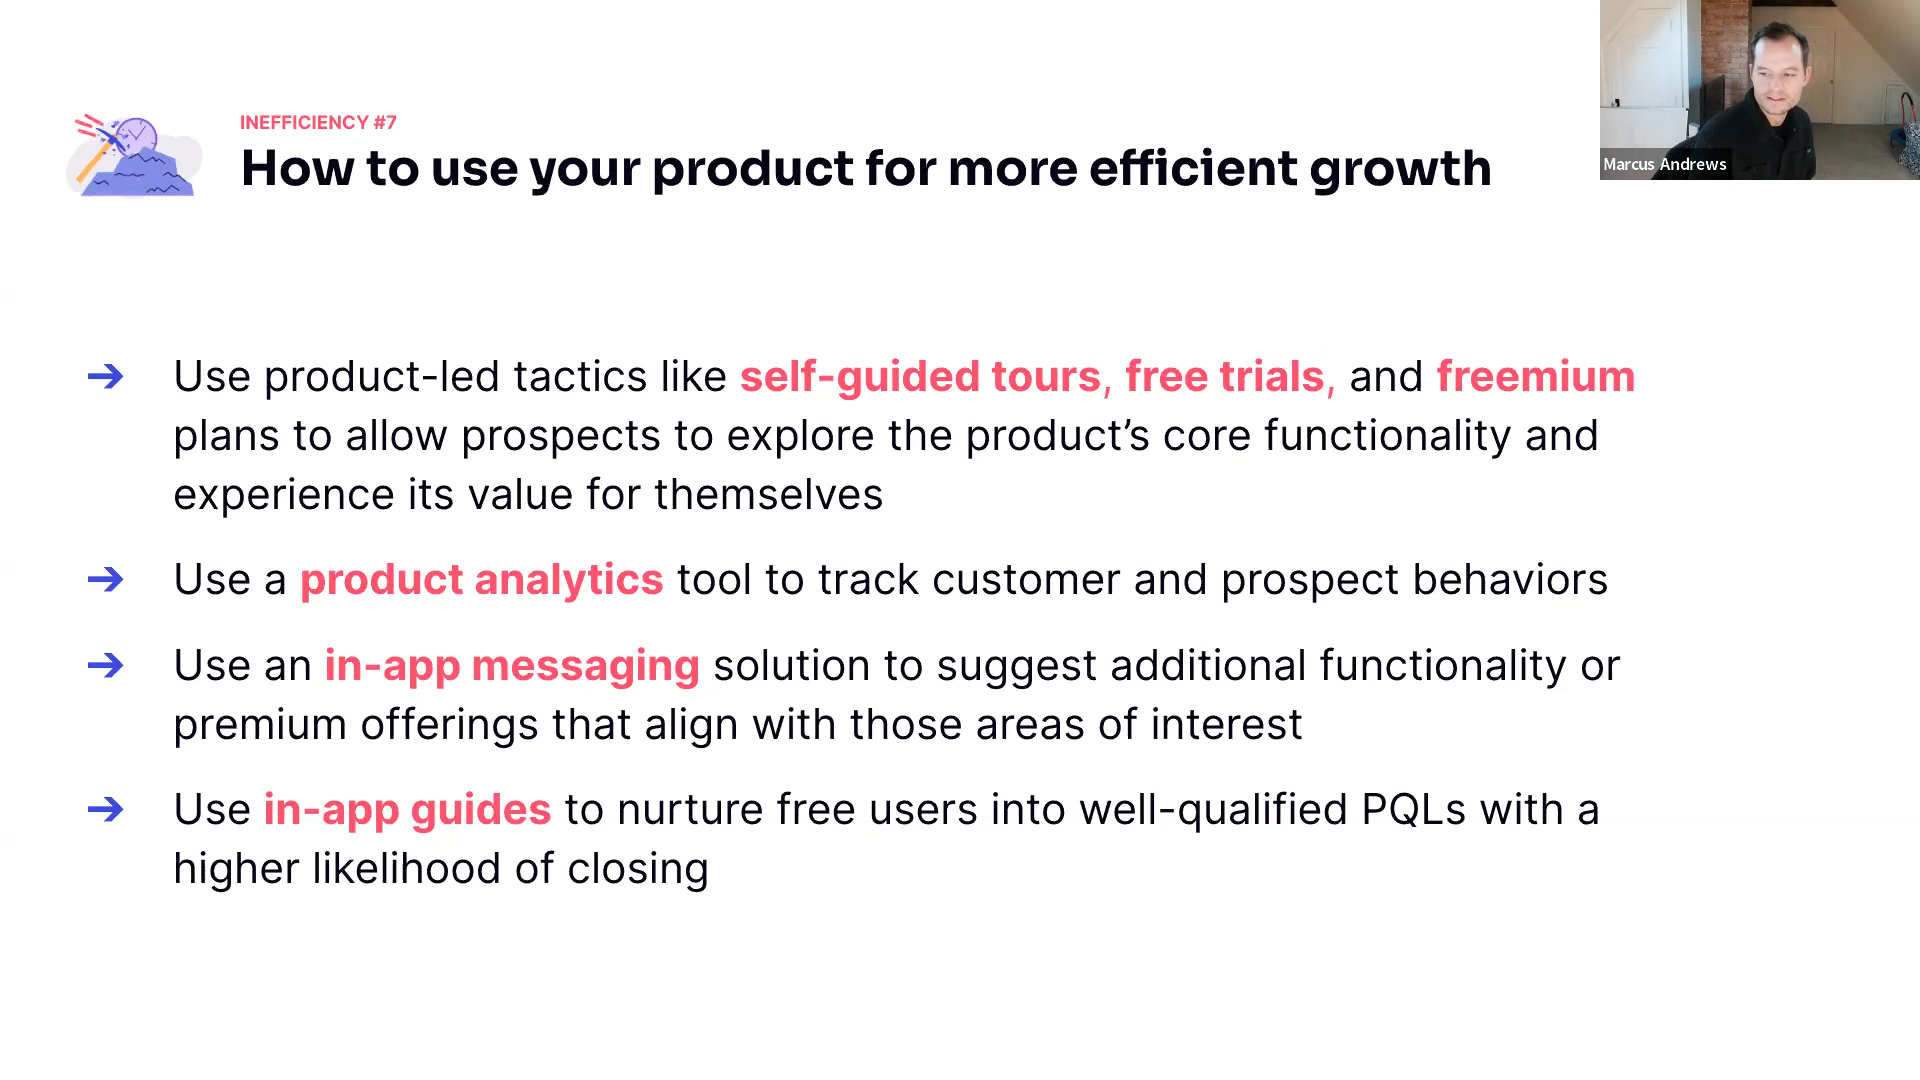 INEFFICIENCY #7
How to use your product for more efficient growth
Marcus Andrews
➔ Use product-led tactics like self-guided tours, free trials, and freemium
plans to allow prospects to explore the product’s core functionality and
experience its value for themselves
➔ Use a product analytics tool to track customer and prospect behaviors
➔ Use an in-app messaging solution to suggest additional functionality or
premium offerings that align with those areas of interest
➔ Use in-app guides to nurture free users into well-qualified PQLs with a
higher likelihood of closing